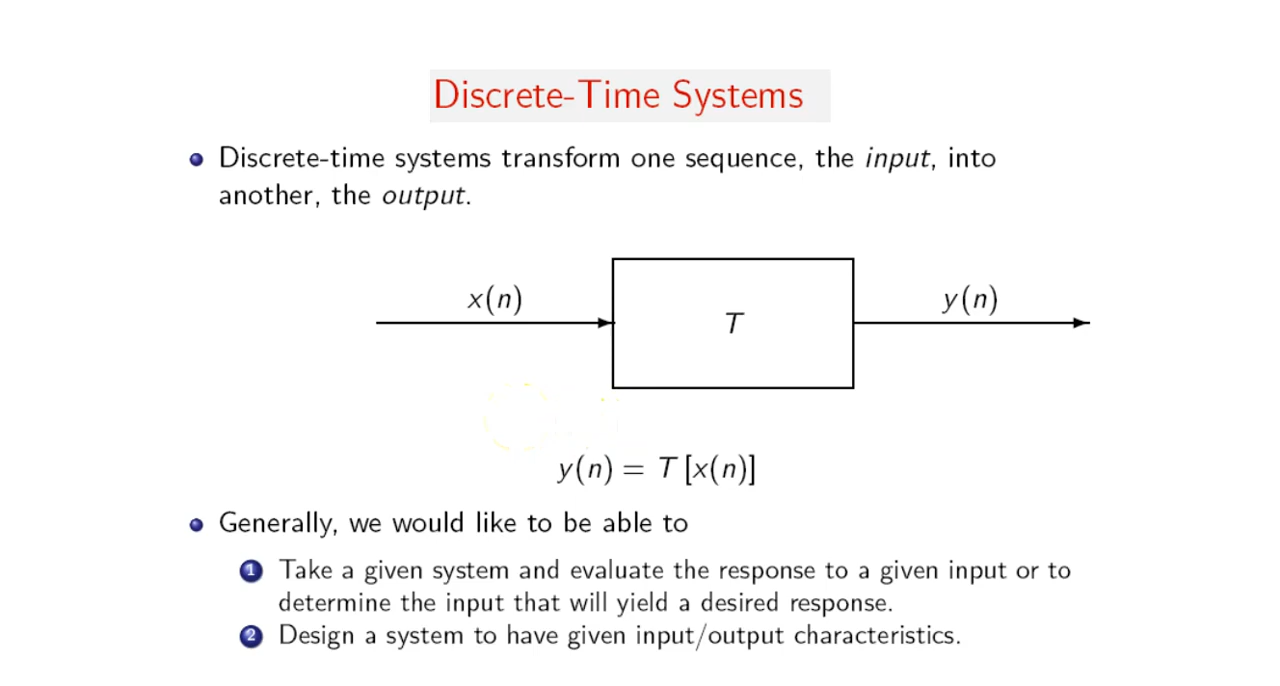 Discrete-Time Systems
Discrete-time systems transform one sequence, the input, into
another, the output.
x(n)
T
y(n)
y(n) = T[x(n)]
Generally, we would like to be able to
1 Take a given system and evaluate the response to a given input or to
determine the input that will yield a desired response.
2 Design a system to have given input/output characteristics.